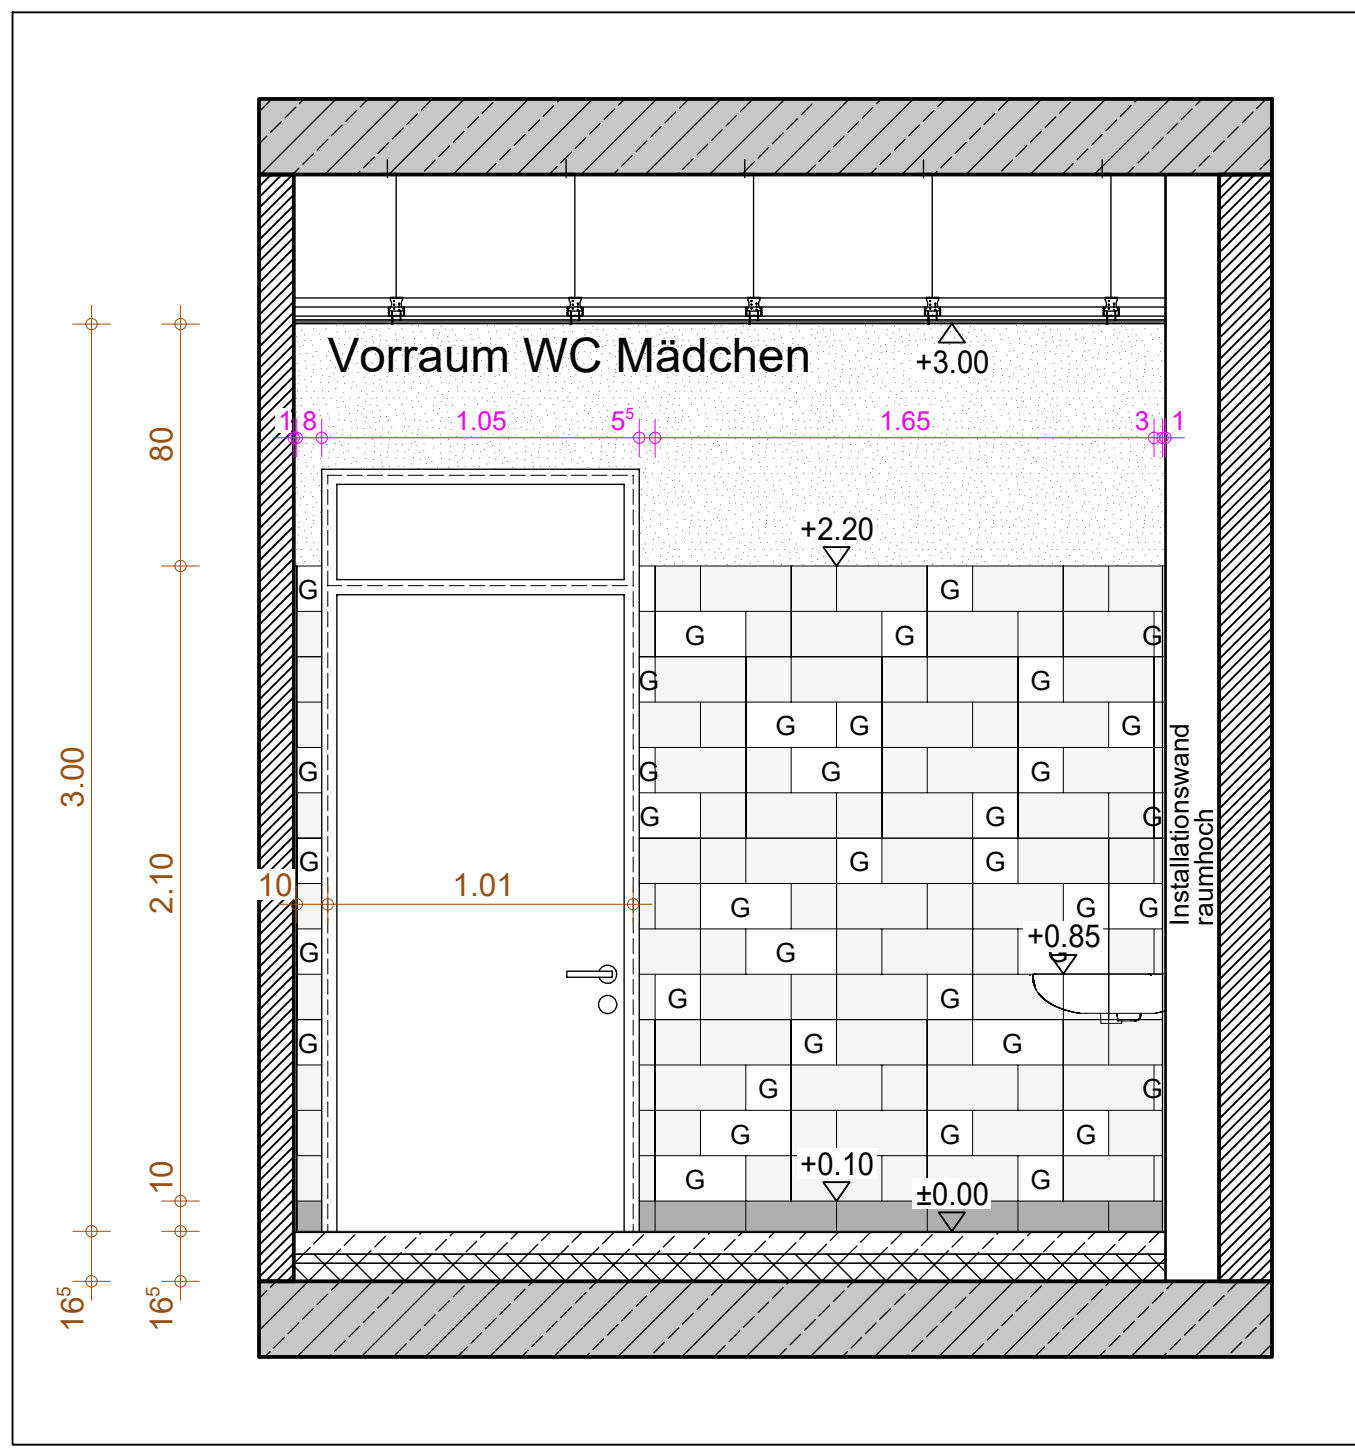 Vorraum WC Mädchen
+3.00
1 8 1.05 5⁵ 1.65 3 1
80
+2.20
G G
G G G
G G
G G G
G G G
G G G
G G G
3.00
2.10
Installationswand
raumhoch
10 1.01
G G G
+0.85
G G G
G G
G G G
G G
G G G
10
+0.10
G G
±0.00
16⁵ 16⁵